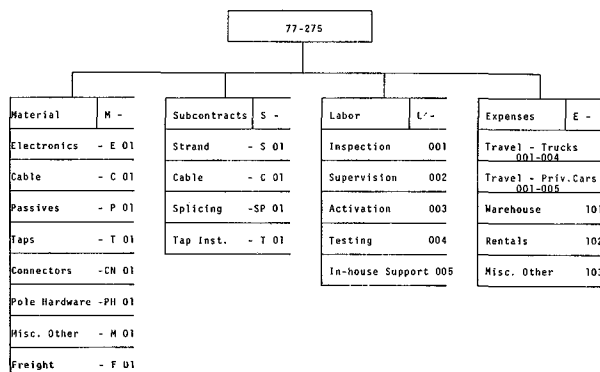 77-275
Material M -
Electronics - E 01
Cable - C 01
Passives - P 01
Taps - T 01
Connectors -CN 01
Pole Hardware -PH 01
Misc. Other - M 01
Freight - F 01
Subcontracts S -
Strand - S 01
Cable - C 01
Splicing -SP 01
Tap Inst. - T 01
Labor L -
Inspection 001
Supervision 002
Activation 003
Testing 004
In-house Support 005
Expenses E -
Travel - Trucks
001-004
Travel - Priv.Cars
001-005
Warehouse 101
Rentals 102
Misc. Other 103